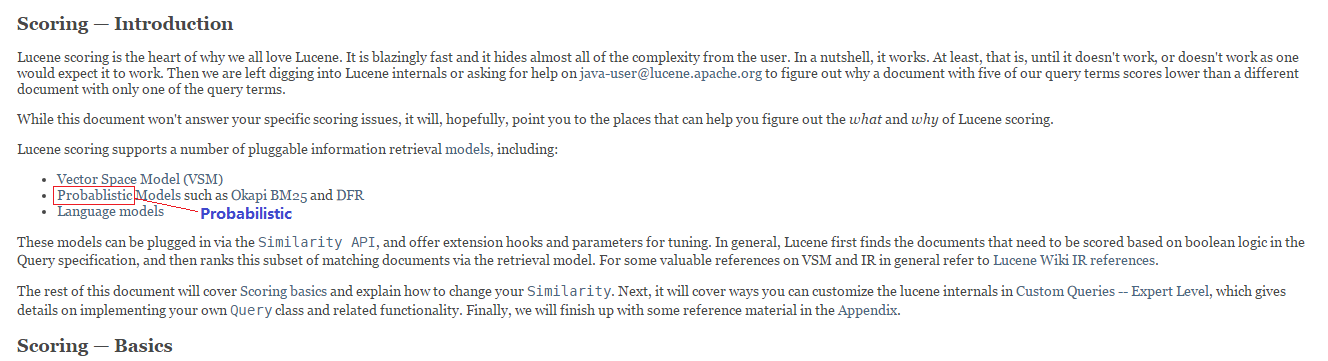 Scoring — Introduction
Lucene scoring is the heart of why we all love Lucene. It is blazingly fast and it hides almost all of the complexity from the user. In a nutshell, it works. At least, that is, until it doesn't work, or doesn't work as one
would expect it to work. Then we are left digging into Lucene internals or asking for help on java-user@lucene.apache.org to figure out why a document with five of our query terms scores lower than a different
document with only one of the query terms.
While this document won't answer your specific scoring issues, it will, hopefully, point you to the places that can help you figure out the what and why of Lucene scoring.
Lucene scoring supports a number of pluggable information retrieval models, including:
• Vector Space Model (VSM)
• Probablistic Models such as Okapi BM25 and DFR
• Language models
Probabilistic
These models can be plugged in via the Similarity API, and offer extension hooks and parameters for tuning. In general, Lucene first finds the documents that need to be scored based on boolean logic in the
Query specification, and then ranks this subset of matching documents via the retrieval model. For some valuable references on VSM and IR in general refer to Lucene Wiki IR references.
The rest of this document will cover Scoring basics and explain how to change your Similarity. Next, it will cover ways you can customize the lucene internals in Custom Queries -- Expert Level, which gives
details on implementing your own Query class and related functionality. Finally, we will finish up with some reference material in the Appendix.
Scoring — Basics